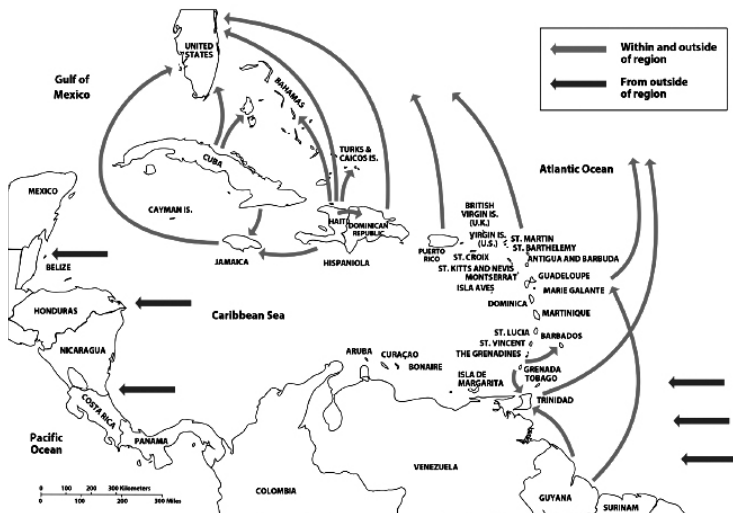 UNITED
STATES
Gulf of
Mexico
BAHAMAS
Within and outside
of region
From outside
of region
TURKS &
CAICOS IS.
CUBA
Atlantic Ocean
MEXICO
CAYMAN IS.
HAITI
DOMINICAN
REPUBLIC
BRITISH
VIRGIN IS.
(U.K.)
VIRGIN IS.
(U.S.)
ST. MARTIN
ST. BARTHELEMY
PUERTO
RICO
ST. CROIX
ANTIGUA AND BARBUDA
BELIZE
JAMAICA
HISPANIOLA
ST. KITTS AND NEVIS
MONTSERRAT
GUADELOUPE
ISLA AVES
MARIE GALANTE
DOMINICA
HONDURAS
Caribbean Sea
MARTINIQUE
ST. LUCIA
BARBADOS
ST. VINCENT
NICARAGUA
ARUBA
CURAÇAO
BONAIRE
THE GRENADINES
GRENADA
TOBAGO
ISLA DE
MARGARITA
TRINIDAD
COSTA RICA
Pacific
Ocean
PANAMA
VENEZUELA
COLOMBIA
GUYANA
SURINAM
0 100 200 300 Kilometers
0 100 200 300 Miles